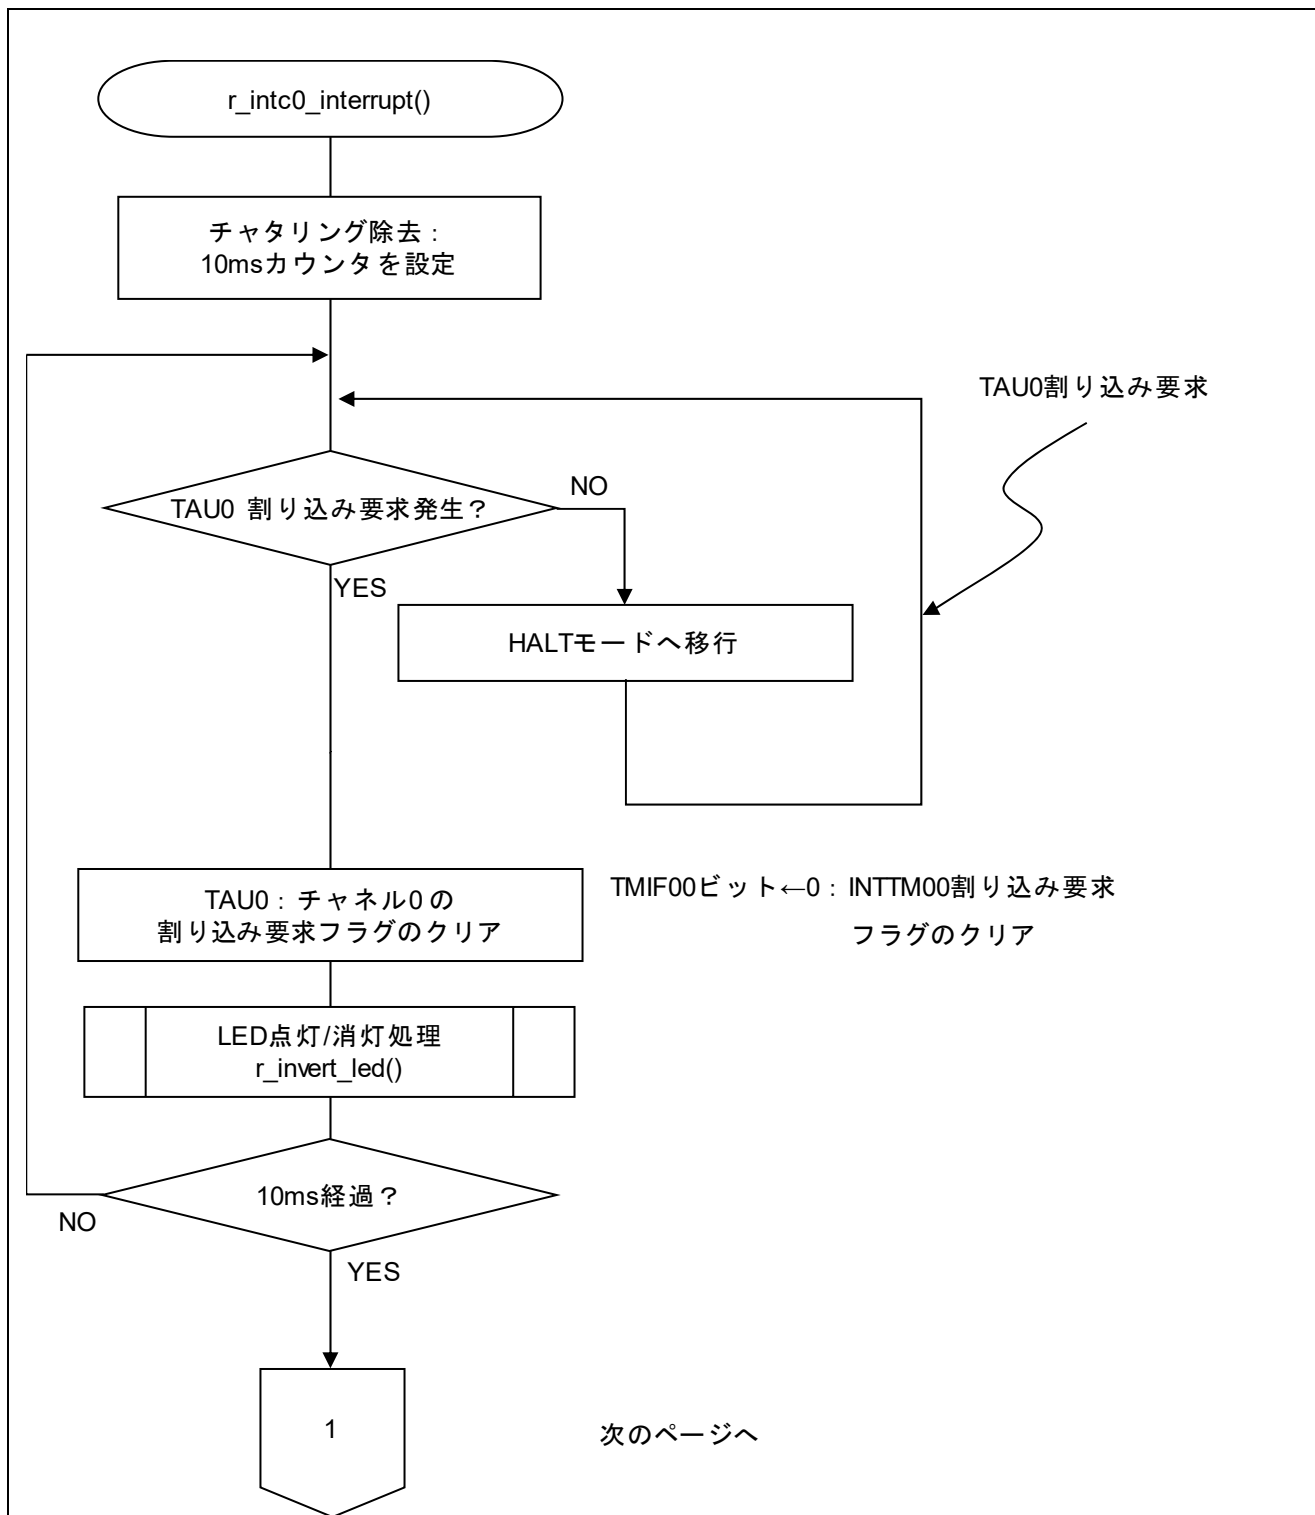 r_intc0_interrupt()
チャタリング除去：
10msカウンタを設定
TAU0割り込み要求
TAU0 割り込み要求発生？
NO
YES
HALTモードへ移行
TAU0：チャネル0 の
割り込み要求フラグのクリア
TMIF00ビット←0：INTTM00割り込み要求
フラグのクリア
LED点灯/消灯処理
r_invert_led()
10ms経過？
NO
YES
1
次のページへ